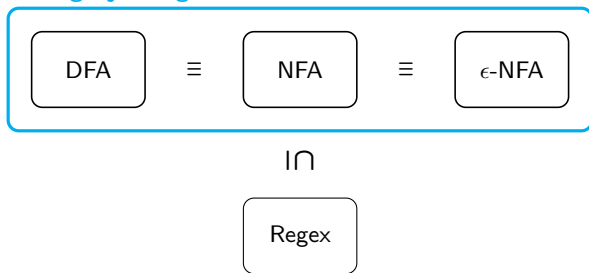 DFA ≡ NFA ≡ ϵ-NFA
I∩
Regex